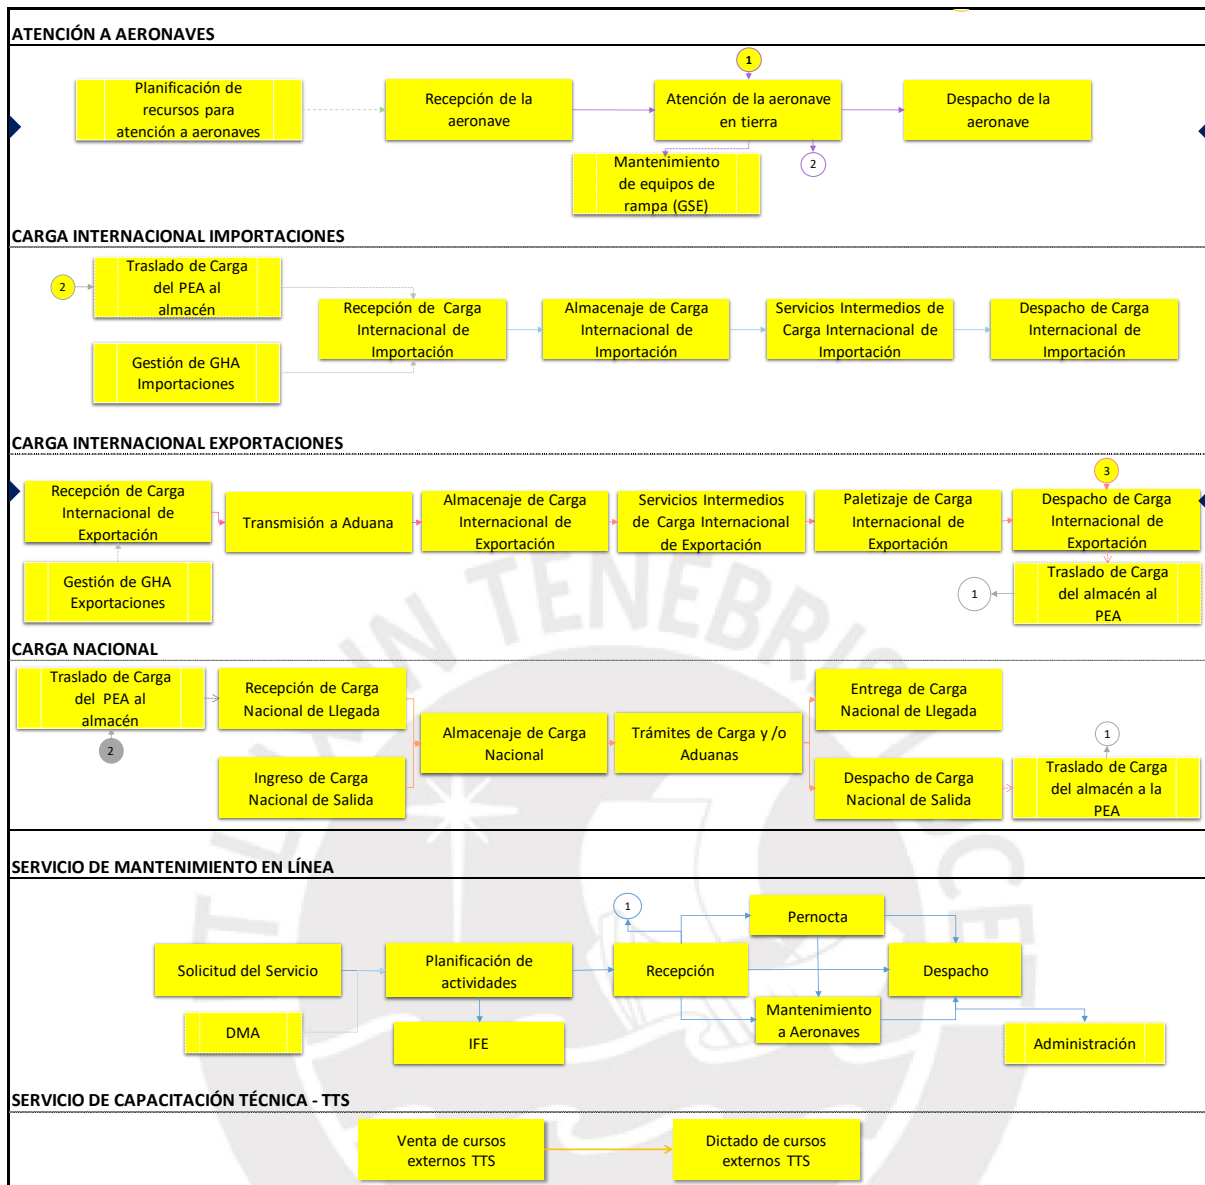 ATENCIÓN A AERONAVES
1
Planificación de
recursos para
atención a aeronaves
Recepción de la
aeronave
Atención de la aeronave
en tierra
Despacho de la
aeronave
2
Mantenimiento
de equipos de
rampa (GSE)
CARGA INTERNACIONAL IMPORTACIONES
2
Traslado de Carga
del PEA al
almacén
Recepción de Carga
Internacional de
Importación
Almacenaje de Carga
Internacional de
Importación
Servicios Intermedios de
Carga Internacional de
Importación
Despacho de Carga
Internacional de
Importación
Gestión de GHA
Importaciones
CARGA INTERNACIONAL EXPORTACIONES
3
Recepción de Carga
Internacional de
Exportación
Transmisión a Aduana
Almacenaje de Carga
Internacional de
Exportación
Servicios Intermedios
de Carga Internacional
de Exportación
Paletizaje de Carga
Internacional de
Exportación
Despacho de Carga
Internacional de
Exportación
Gestión de GHA
Exportaciones
1
Traslado de Carga
del almacén al
PEA
CARGA NACIONAL
Traslado de Carga
del PEA al
almacén
2
Recepción de Carga
Nacional de Llegada
Ingreso de Carga
Nacional de Salida
Almacenaje de Carga
Nacional
Trámites de Carga y /o
Aduanas
Entrega de Carga
Nacional de Llegada
Despacho de Carga
Nacional de Salida
1
Traslado de Carga
del almacén a la
PEA
SERVICIO DE MANTENIMIENTO EN LÍNEA
1
Pernocta
Solicitud del Servicio
Planificación de
actividades
Recepción
Despacho
DMA
IFE
Mantenimiento
a Aeronaves
Administración
SERVICIO DE CAPACITACIÓN TÉCNICA - TTS
Venta de cursos
externos TTS
Dictado de cursos
externos TTS